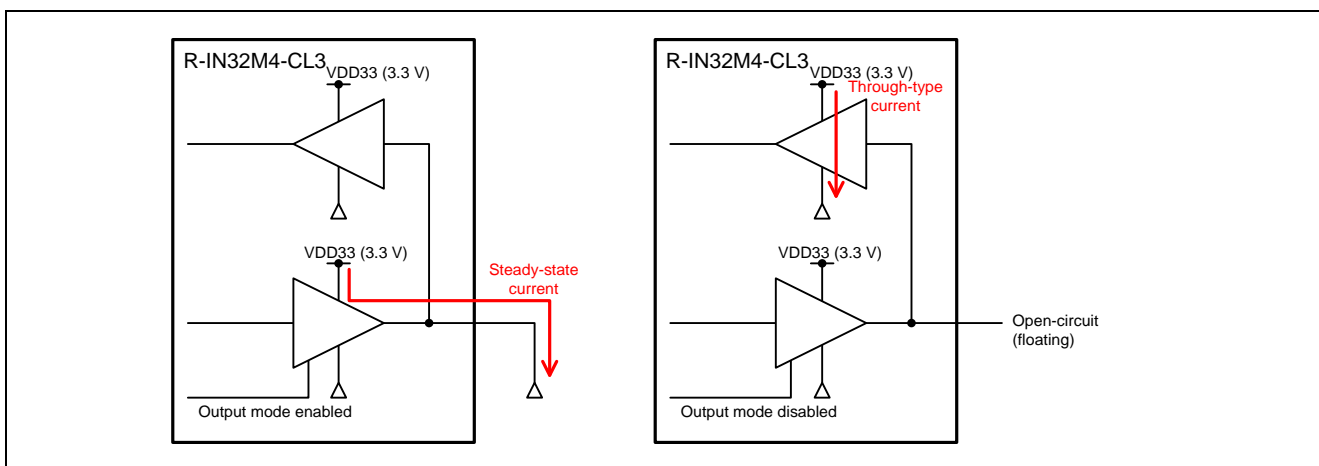 R-IN32M4-CL3
VDD33 (3.3 V)
VDD33 (3.3 V)
Steady-state
current
Output mode enabled
R-IN32M4-CL3
VDD33 (3.3 V)
Through-type
current
VDD33 (3.3 V)
Open-circuit
(floating)
Output mode disabled